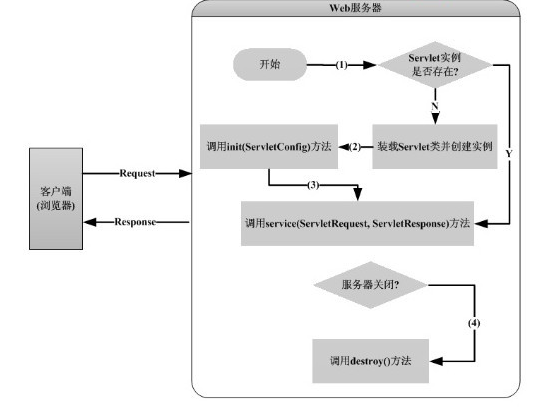 Web服务器
开始
(1)
Servlet实例
是否存在?
N
Y
装载Servlet类并创建实例
(2)
调用init(ServletConfig)方法
(3)
调用service(ServletRequest, ServletResponse)方法
客户端
(浏览器)
Request
Response
服务器关闭?
(4)
调用destroy()方法